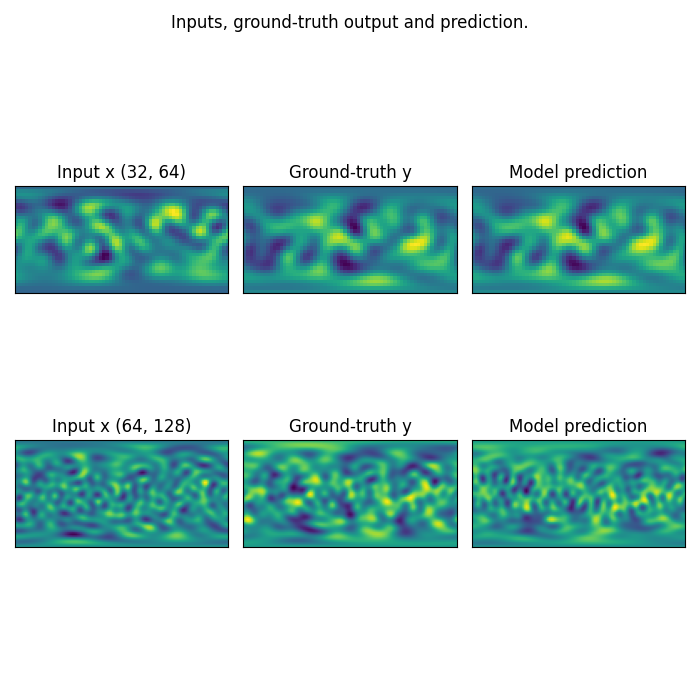 Inputs, ground-truth output and prediction.
Input x (32, 64)
Ground-truth y
Model prediction
Input x (64, 128)
Ground-truth y
Model prediction